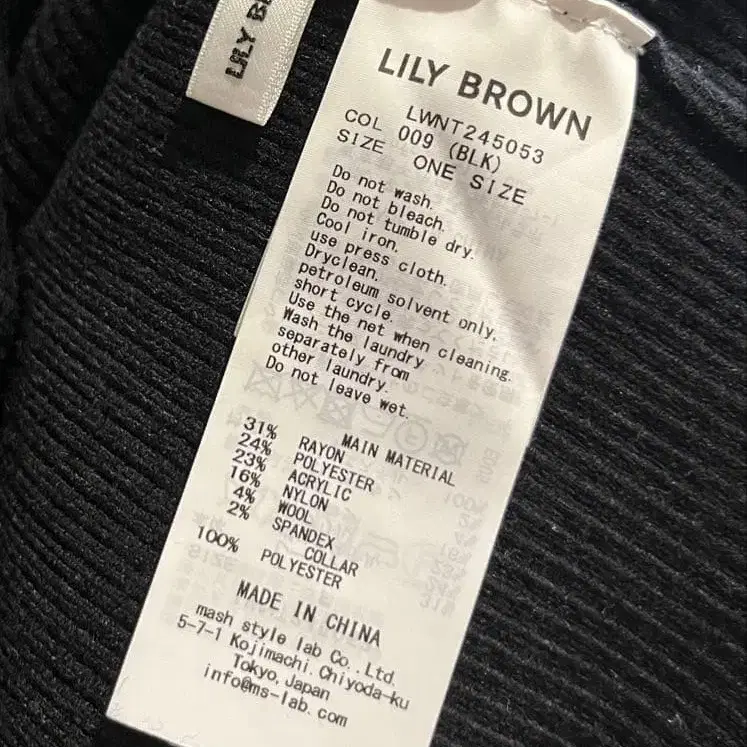 LILY B
LILY BROWN
LWNT245053
COL 009 (BLK)
SIZE ONE SIZE
Do not wash.
Do not bleach.
Do not tumble dry.
Cool iron,
use press cloth.
Dryclean.
petroleum solvent only,
short cycle.
Use the net when cleaning.
Wash the laundry
separately from
other laundry.
Do not leave wet.
MAIN MATERIAL
31% RAYON
24% POLYESTER
23% ACRYLIC
16% NYLON
4% WOOL
2% SPANDEX
COLLAR
100% POLYESTER
MADE IN CHINA
mash style lab Co.,Ltd.
5-7-1 Kojimachi.Chiyoda-ku
Tokyo,Japan
info@ms-lab.com